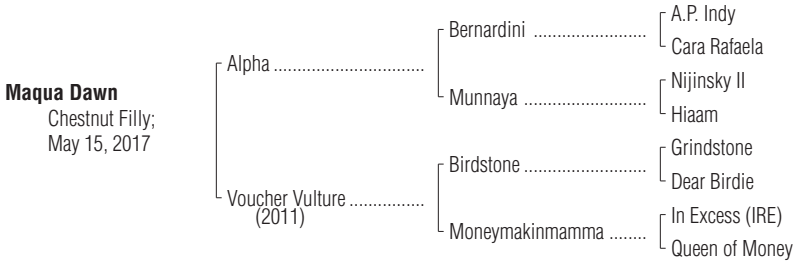 A.P. Indy
Bernardini ........................
Cara Rafaela
Alpha ................................
Nijinsky II
Munnaya ..........................
Hiaam
Maqua Dawn
Chestnut Filly;
May 15, 2017
Grindstone
Birdstone ..........................
Dear Birdie
Voucher Vulture ................
(2011)
In Excess (IRE)
Moneymakinmamma ........
Queen of Money